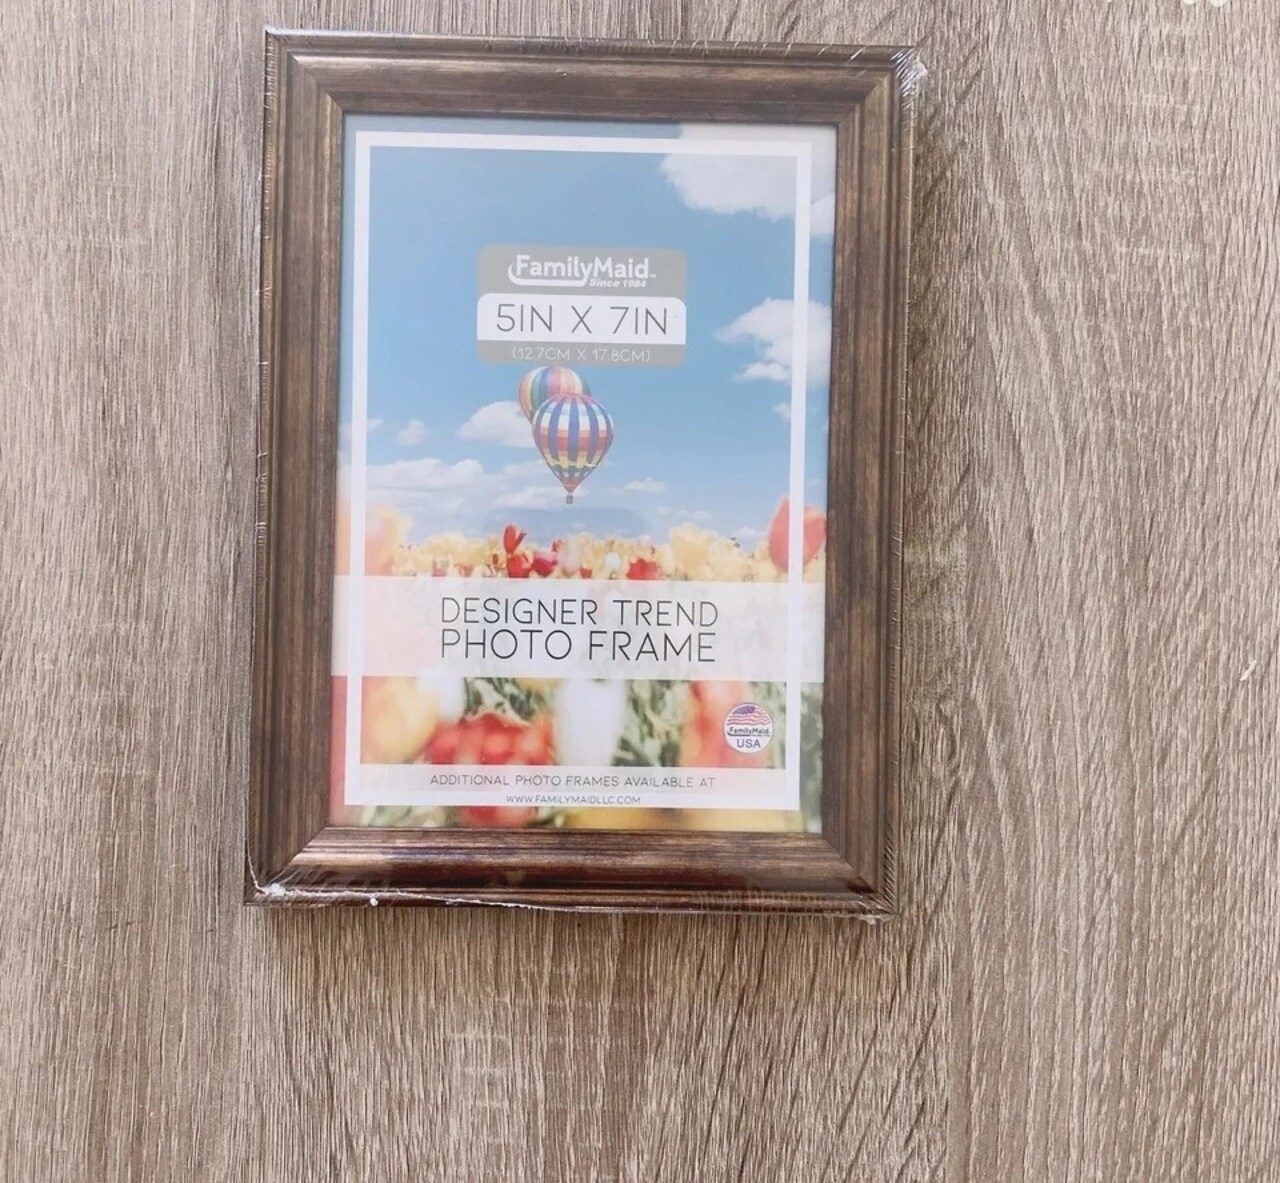 FamilyMaid™
Since 1984
5IN X 7IN
(12.7CM X 17.8CM)
DESIGNER TREND
PHOTO FRAME
FamilyMaid
USA
ADDITIONAL PHOTO FRAMES AVAILABLE AT
WWW.FAMILYMAIDLLC.COM